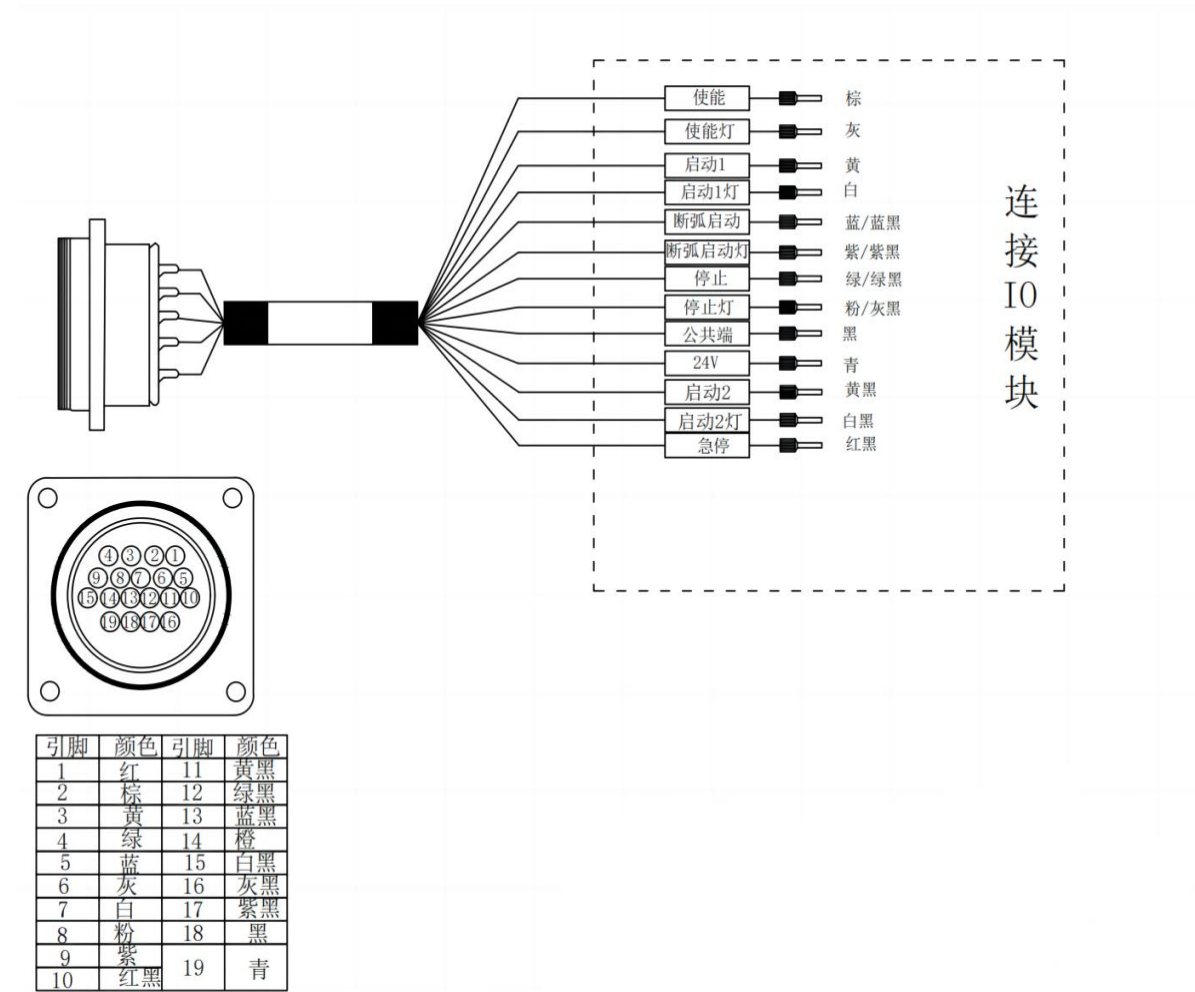 使能 棕
使能灯 灰
启动1 黄
启动1灯 白
断弧启动 蓝/蓝黑
断弧启动灯 紫/紫黑
停止 绿/绿黑
停止灯 粉/灰黑
公共端 黑
24V 青
启动2 黄黑
启动2灯 白黑
急停 红黑
连接IO模块
4 3 2 1
9 8 7 6 5
15 14 13 12 11 10
19 18 17 16
引脚 颜色 引脚 颜色
1 红 11 黄黑
2 棕 12 绿黑
3 黄 13 蓝黑
4 绿 14 橙
5 蓝 15 白黑
6 灰 16 灰黑
7 白 17 紫黑
8 粉 18 黑
9 紫 19 青
10 红黑